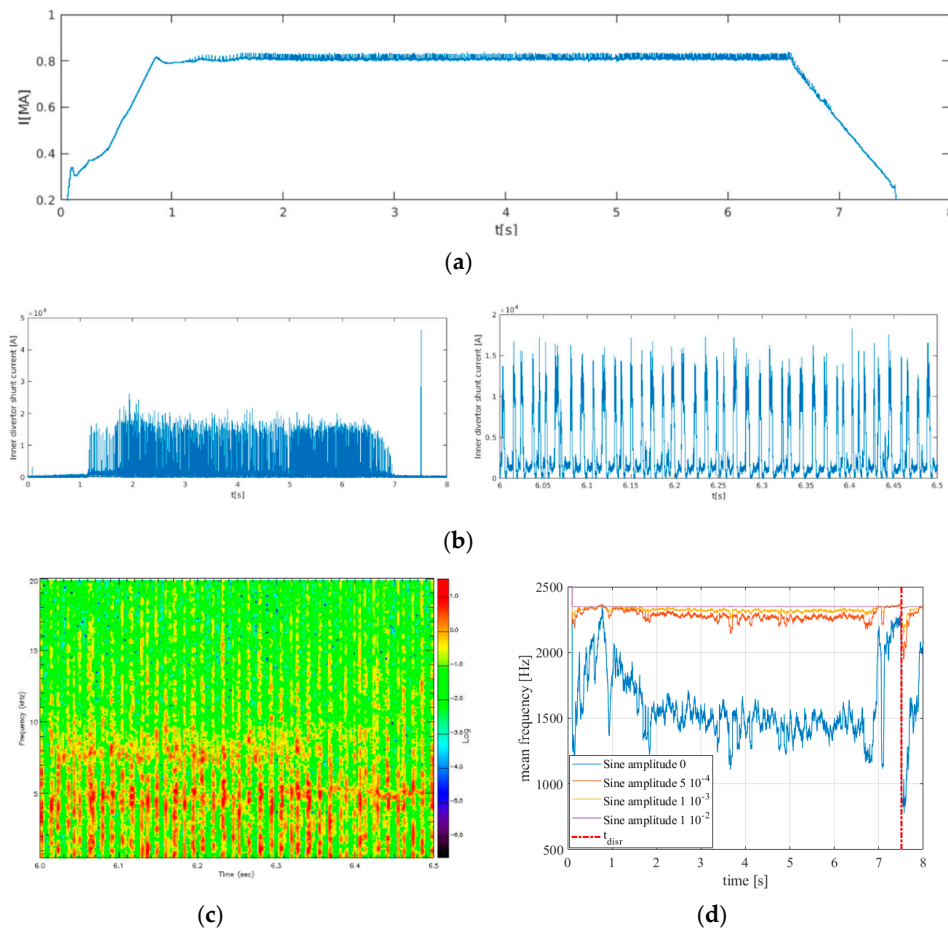 1
0.8
0.6
0.4
0.2
I[MA]
0 1 2 3 4 5 6 7 8
t[s]
(a)
×10⁴
5
4
3
2
1
0
Inner divertor shunt current [A]
0 1 2 3 4 5 6 7 8
t[s]
×10⁴
2
1.5
1
0.5
0
Inner divertor shunt current [A]
6 6.05 6.1 6.15 6.2 6.25 6.3 6.35 6.4 6.45 6.5
t[s]
(b)
20
15
10
5
Frequency (kHz)
6.0 6.1 6.2 6.3 6.4 6.5
Time (sec)
1.0
0.0
-1.0
-2.0
-3.0
-4.0
-5.0
-6.0
Log
(c)
2500
2000
1500
1000
500
mean frequency [Hz]
Sine amplitude 0
Sine amplitude 5 10⁻⁴
Sine amplitude 1 10⁻³
Sine amplitude 1 10⁻²
t_disr
0 1 2 3 4 5 6 7 8
time [s]
(d)